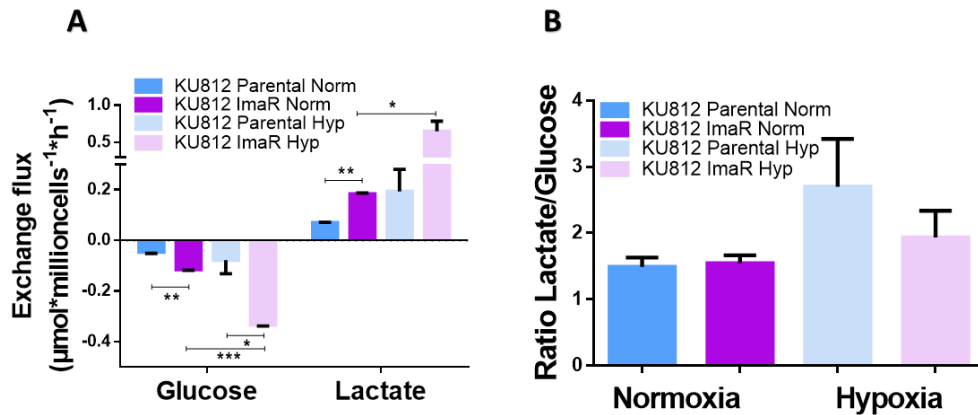 A
Exchange flux
(µmol*millioncells⁻¹*h⁻¹)
KU812 Parental Norm
KU812 ImaR Norm
KU812 Parental Hyp
KU812 ImaR Hyp
1.0
0.5
0.2
0.0
-0.2
-0.4
**
*
***
**
*
Glucose
Lactate
B
Ratio Lactate/Glucose
KU812 Parental Norm
KU812 ImaR Norm
KU812 Parental Hyp
KU812 ImaR Hyp
4
3
2
1
0
Normoxia
Hypoxia